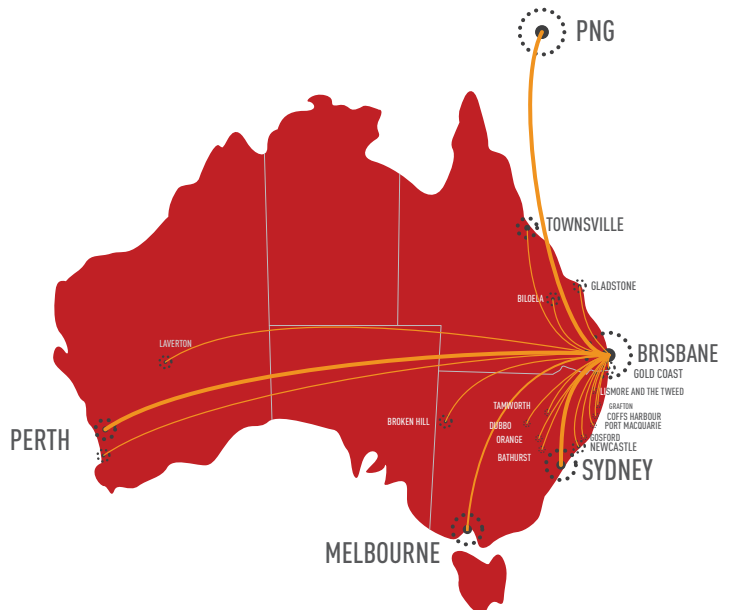 PNG
TOWNSVILLE
GLADSTONE
BILOELA
LAVERTON
BRISBANE
GOLD COAST
LISMORE AND THE TWEED
TAMWORTH
GRAFTON
COFFS HARBOUR
BROKEN HILL
DUBBO
PORT MACQUARIE
PERTH
ORANGE
GOSFORD
NEWCASTLE
BATHURST
SYDNEY
MELBOURNE